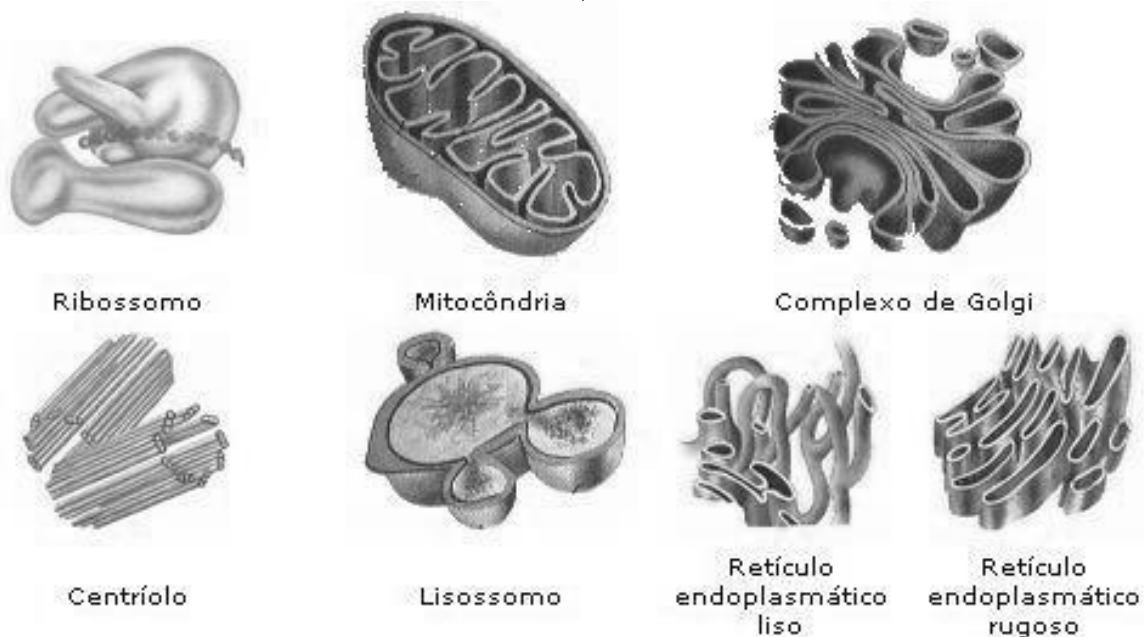 Ribossomo
Mitocôndria
Complexo de Golgi
Centríolo
Lisossomo
Retículo
endoplasmático
liso
Retículo
endoplasmático
rugoso